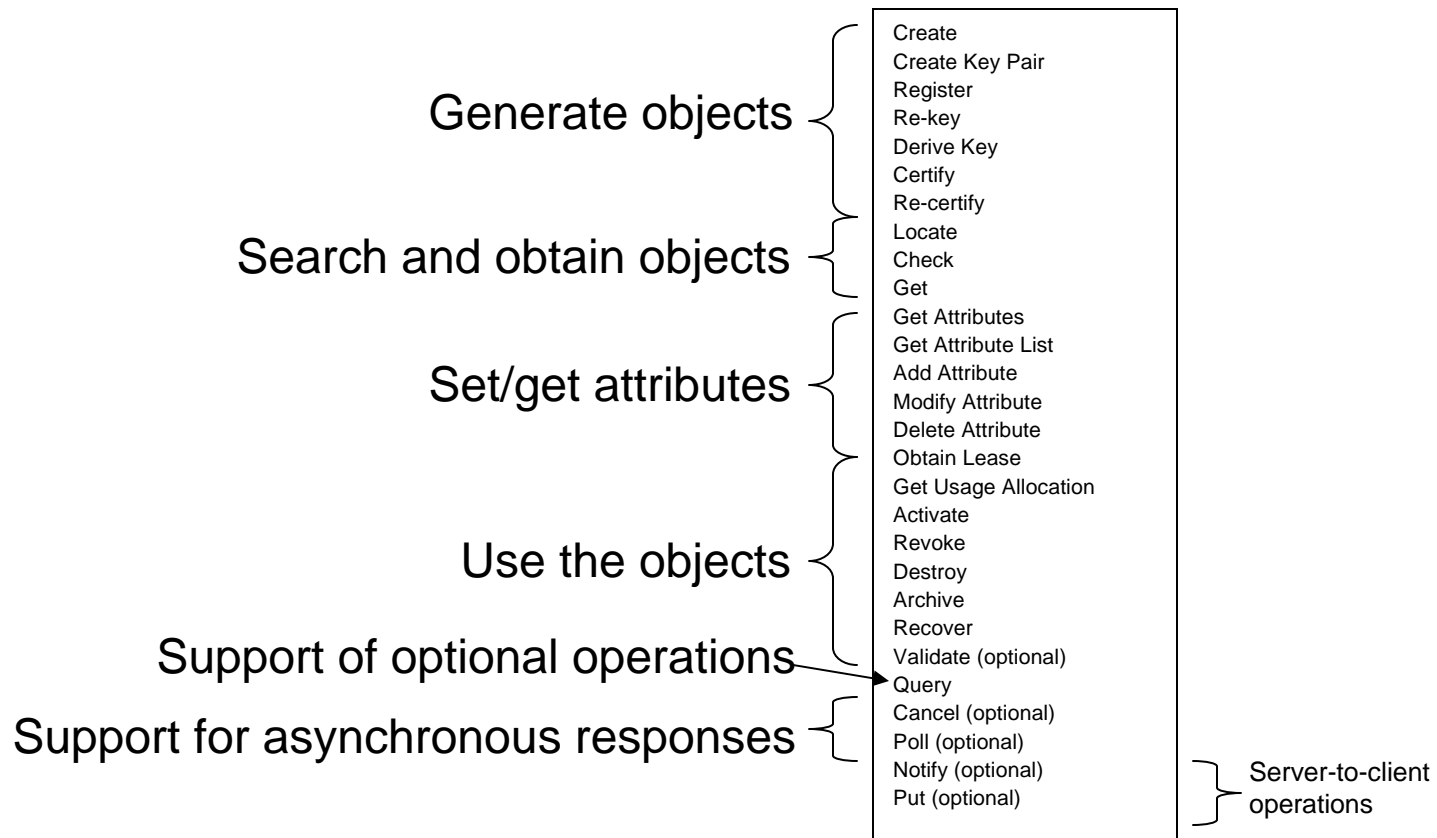 Generate objects
Search and obtain objects
Set/get attributes
Use the objects
Support of optional operations
Support for asynchronous responses
Create
Create Key Pair
Register
Re-key
Derive Key
Certify
Re-certify
Locate
Check
Get
Get Attributes
Get Attribute List
Add Attribute
Modify Attribute
Delete Attribute
Obtain Lease
Get Usage Allocation
Activate
Revoke
Destroy
Archive
Recover
Validate (optional)
Query
Cancel (optional)
Poll (optional)
Notify (optional)
Put (optional)
Server-to-client
operations